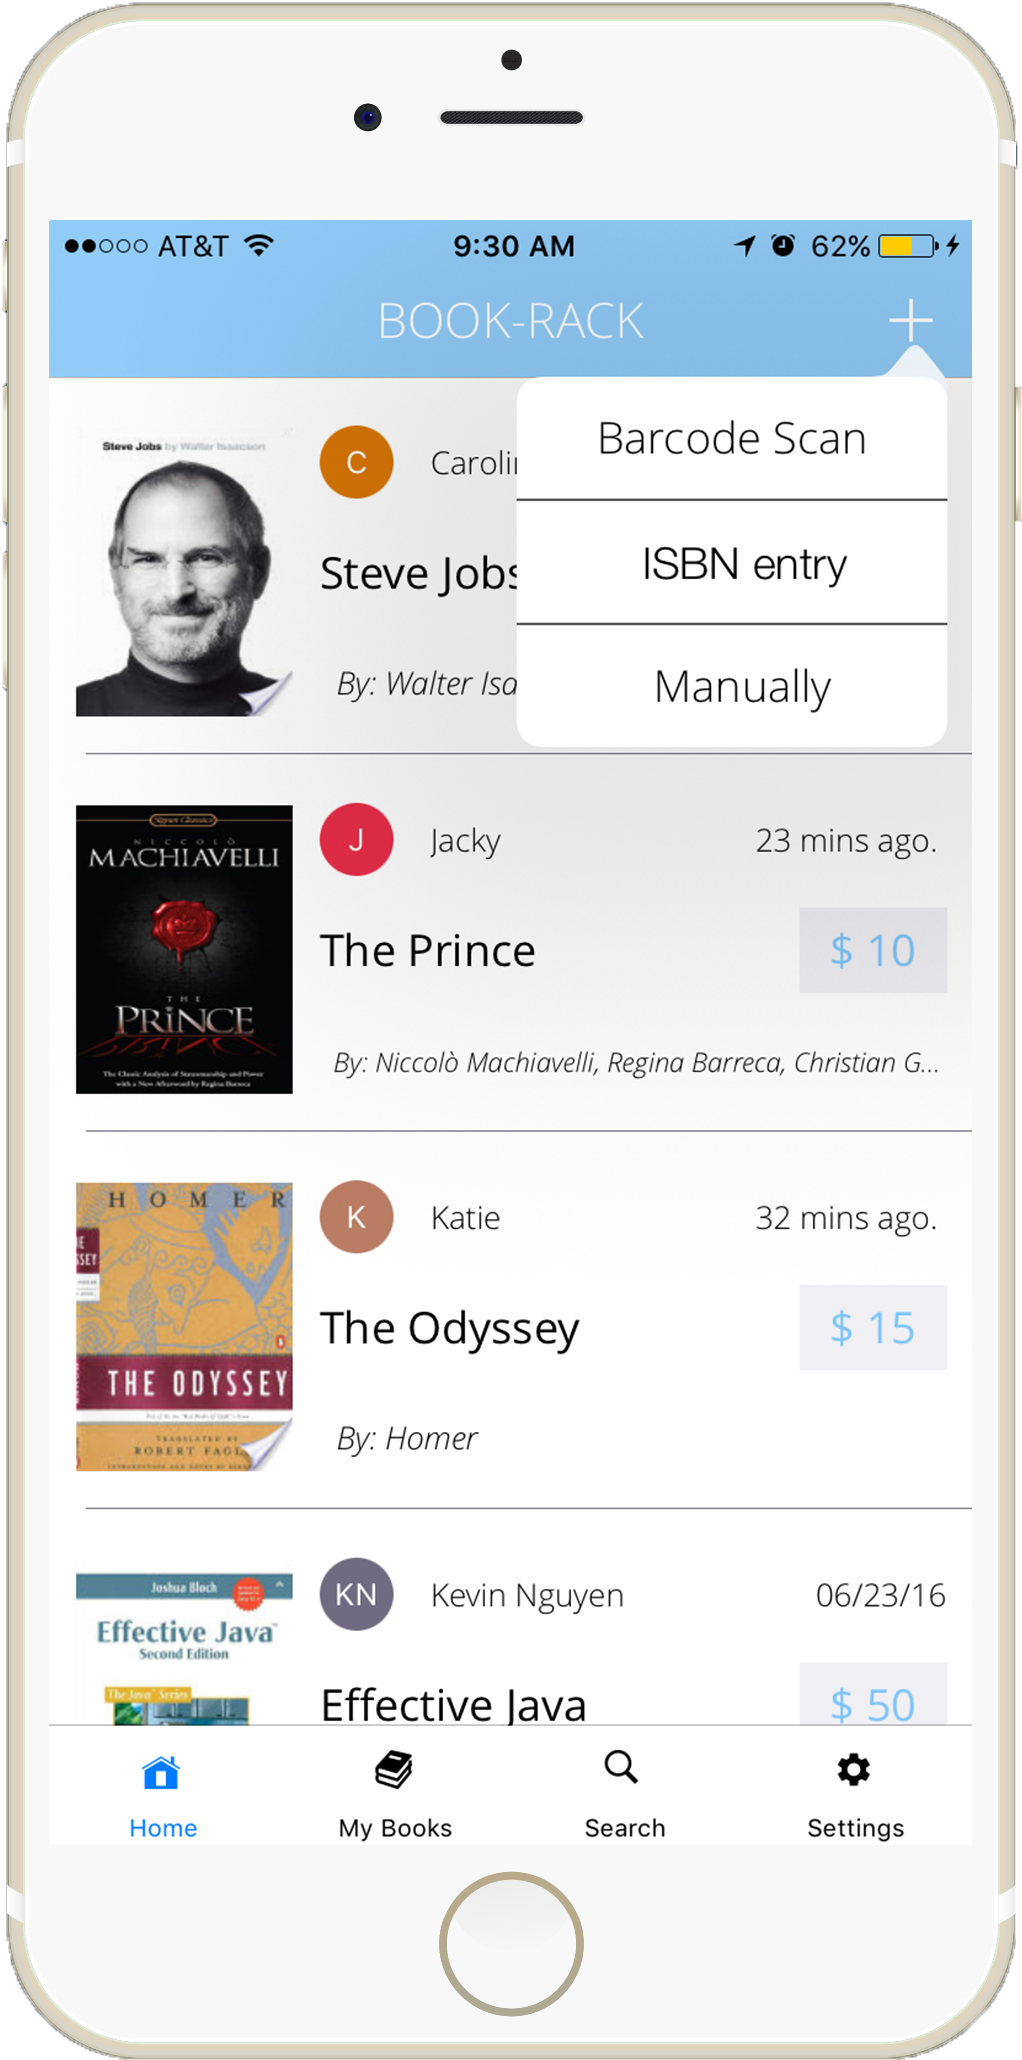 AT&T 9:30 AM 62%
BOOK-RACK
Barcode Scan
ISBN entry
Manually
Steve Jobs by Walter Isaacson
C Carolin
Steve Jobs
By: Walter Isa
Signet Classics
NICCOLÒ
MACHIAVELLI
THE
PRINCE
The Classic Analysis of Statesmanship and Power
with a New Afterword by Regina Barreca
J Jacky 23 mins ago.
The Prince $ 10
By: Niccolò Machiavelli, Regina Barreca, Christian G...
HOMER
THE ODYSSEY
TRANSLATED BY
ROBERT FAGL
K Katie 32 mins ago.
The Odyssey $ 15
By: Homer
Joshua Bloch
Effective Java™
Second Edition
The Java™ Series
KN Kevin Nguyen 06/23/16
Effective Java $ 50
Home My Books Search Settings